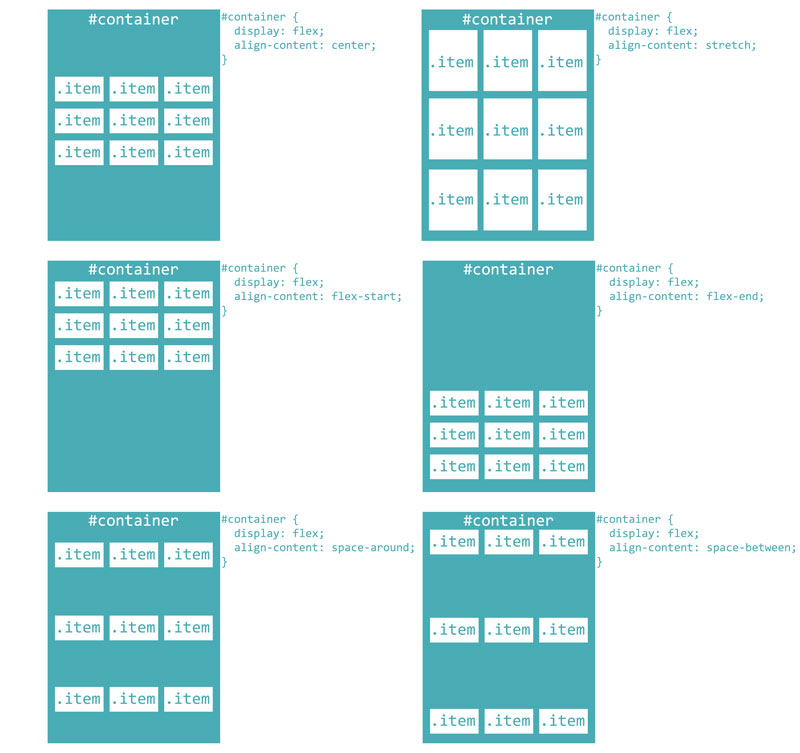 #container
.item .item .item
.item .item .item
.item .item .item
#container {
  display: flex;
  align-content: center;
}
#container
.item .item .item
.item .item .item
.item .item .item
#container {
  display: flex;
  align-content: stretch;
}
#container
.item .item .item
.item .item .item
.item .item .item
#container {
  display: flex;
  align-content: flex-start;
}
#container
.item .item .item
.item .item .item
.item .item .item
#container {
  display: flex;
  align-content: flex-end;
}
#container
.item .item .item
.item .item .item
.item .item .item
#container {
  display: flex;
  align-content: space-around;
}
#container
.item .item .item
.item .item .item
.item .item .item
#container {
  display: flex;
  align-content: space-between;
}